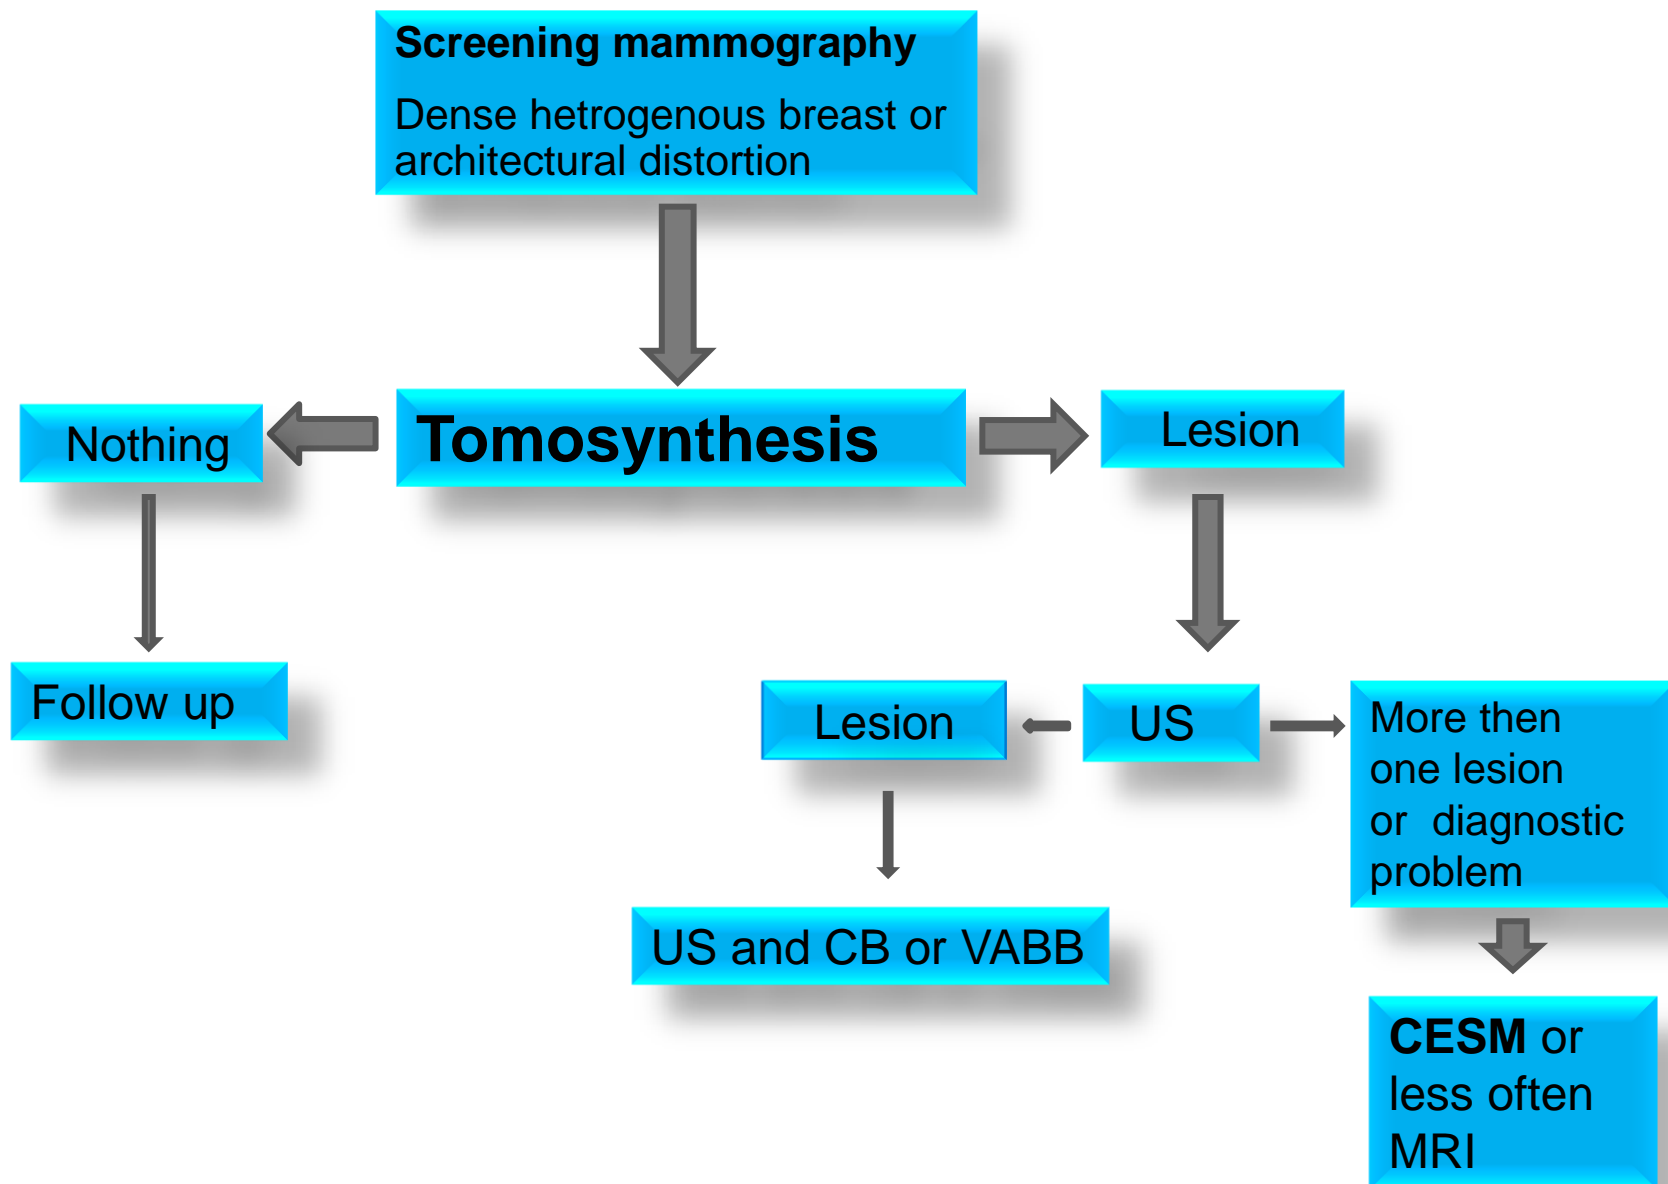 Screening mammography
Dense hetrogenous breast or
architectural distortion
Nothing
Tomosynthesis
Lesion
Follow up
Lesion
US
More then
one lesion
or diagnostic
problem
US and CB or VABB
CESM or
less often
MRI